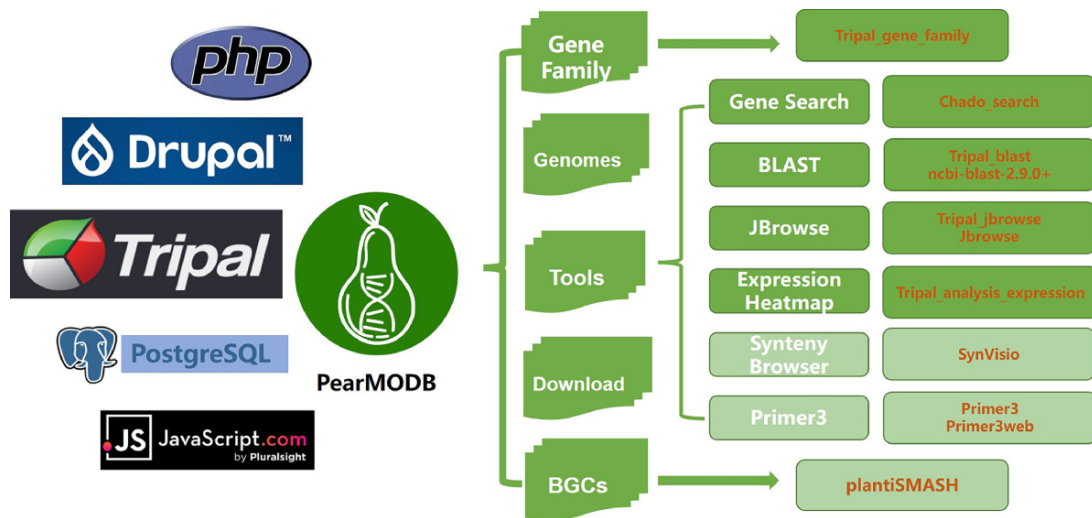 php
Drupal™
Tripal
PostgreSQL
.JS JavaScript.com
by Pluralsight
PearMODB
Gene
Family
Genomes
Tools
Download
BGCs
Tripal_gene_family
Gene Search
Chado_search
BLAST
Tripal_blast
ncbi-blast-2.9.0+
JBrowse
Tripal_jbrowse
Jbrowse
Expression
Heatmap
Tripal_analysis_expression
Synteny
Browser
SynVisio
Primer3
Primer3
Primer3web
plantiSMASH